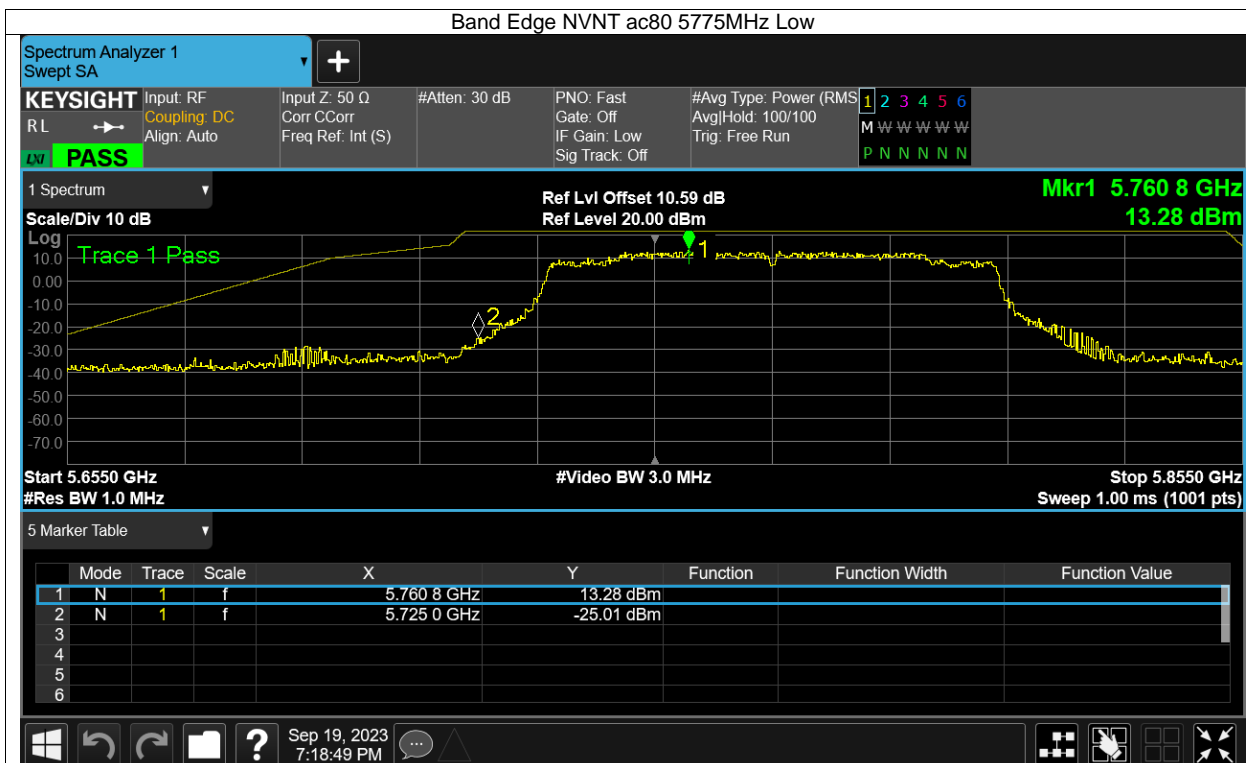 Band Edge NVNT ac80 5775MHz Low
Spectrum Analyzer 1
Swept SA
KEYSIGHT
RL
LXI PASS
Input: RF
Coupling: DC
Align: Auto
Input Z: 50 Ω
Corr CCorr
Freq Ref: Int (S)
#Atten: 30 dB
PNO: Fast
Gate: Off
IF Gain: Low
Sig Track: Off
#Avg Type: Power (RMS
Avg|Hold: 100/100
Trig: Free Run
1 2 3 4 5 6
M W W W W W
P N N N N N
1 Spectrum
Scale/Div 10 dB
Ref Lvl Offset 10.59 dB
Ref Level 20.00 dBm
Mkr1 5.760 8 GHz
13.28 dBm
Log
Trace 1 Pass
1
2
10.0
0.00
-10.0
-20.0
-30.0
-40.0
-50.0
-60.0
-70.0
Start 5.6550 GHz
#Res BW 1.0 MHz
#Video BW 3.0 MHz
Stop 5.8550 GHz
Sweep 1.00 ms (1001 pts)
5 Marker Table
Mode Trace Scale X Y Function Function Width Function Value
1 N 1 f 5.760 8 GHz 13.28 dBm
2 N 1 f 5.725 0 GHz -25.01 dBm
3
4
5
6
?
Sep 19, 2023
7:18:49 PM